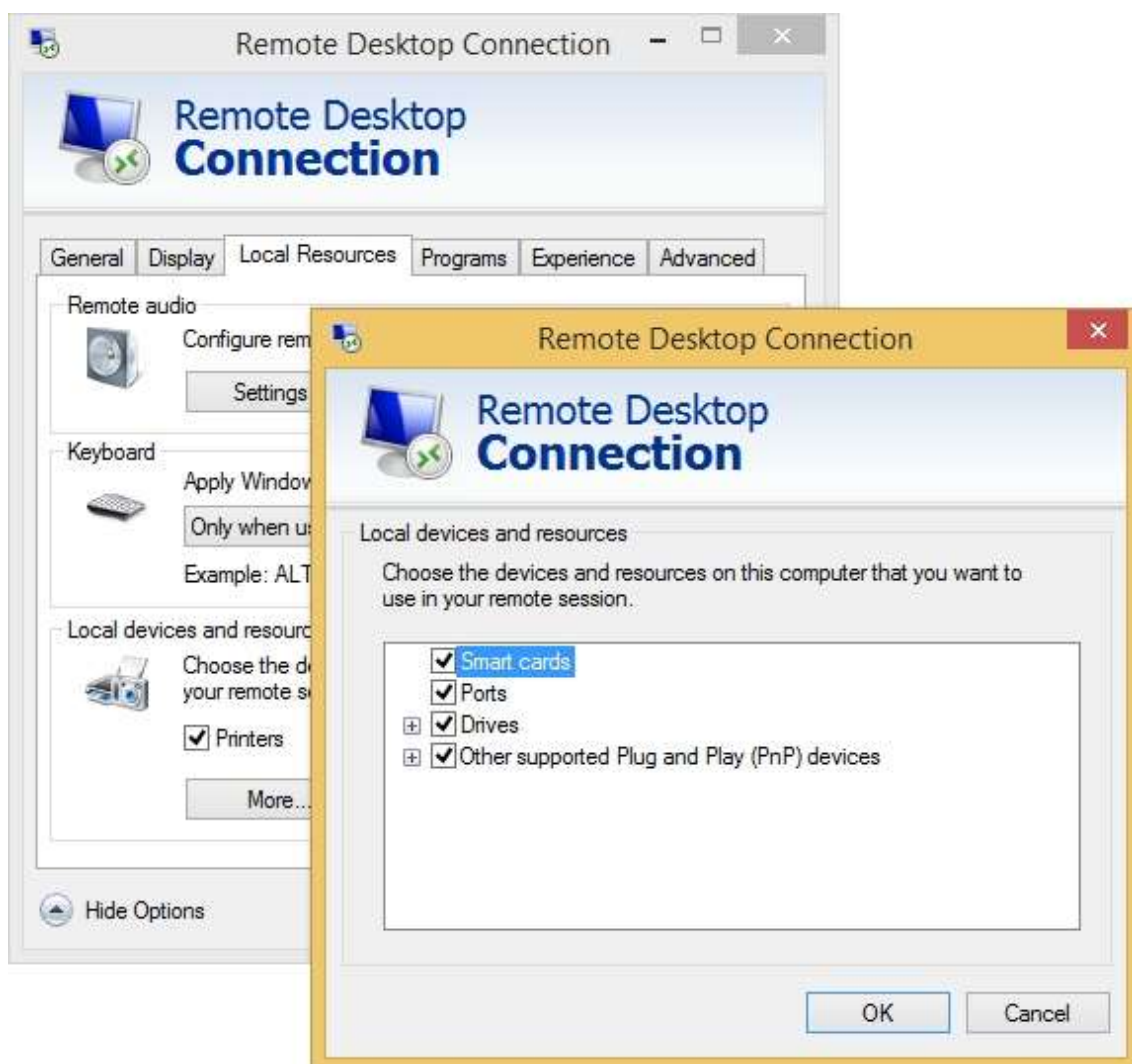 Remote Desktop Connection
Remote Desktop
Connection
General Display Local Resources Programs Experience Advanced
Remote audio
Configure rem
Settings
Keyboard
Apply Window
Only when u
Example: ALT
Local devices and resourc
Choose the d
your remote s
Printers
More...
Hide Options
Remote Desktop Connection
Remote Desktop
Connection
Local devices and resources
Choose the devices and resources on this computer that you want to
use in your remote session.
Smart cards
Ports
Drives
Other supported Plug and Play (PnP) devices
OK Cancel